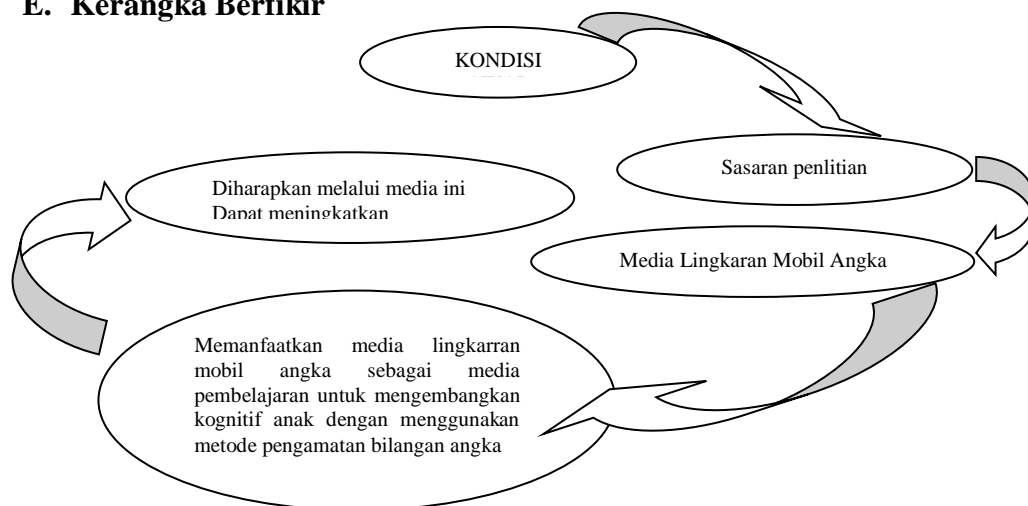 E. Kerangka Berfikir
KONDISI
Sasaran penlitian
Diharapkan melalui media ini
Dapat meningkatkan
Media Lingkaran Mobil Angka
Memanfaatkan media lingkarran
mobil angka sebagai media
pembelajaran untuk mengembangkan
kognitif anak dengan menggunakan
metode pengamatan bilangan angka